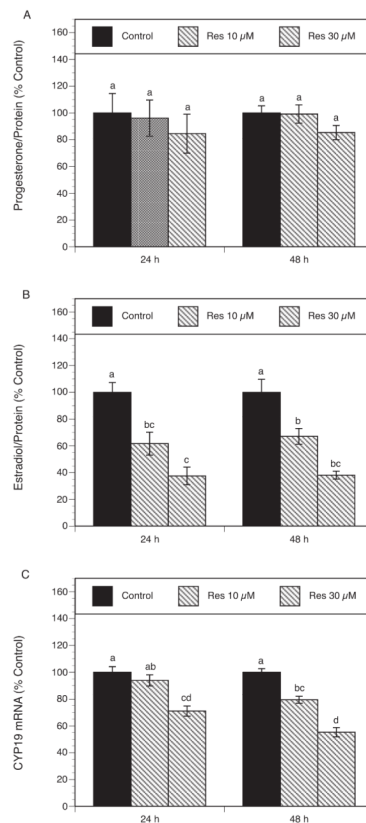 A
Progesterone/Protein (% Control)
160
140
120
100
80
60
40
20
0
Control
Res 10 µM
Res 30 µM
a
a
a
a
a
a
24 h
48 h
B
Estradiol/Protein (% Control)
160
140
120
100
80
60
40
20
0
Control
Res 10 µM
Res 30 µM
a
bc
c
a
b
bc
24 h
48 h
C
CYP19 mRNA (% Control)
160
140
120
100
80
60
40
20
0
Control
Res 10 µM
Res 30 µM
a
ab
cd
a
bc
d
24 h
48 h